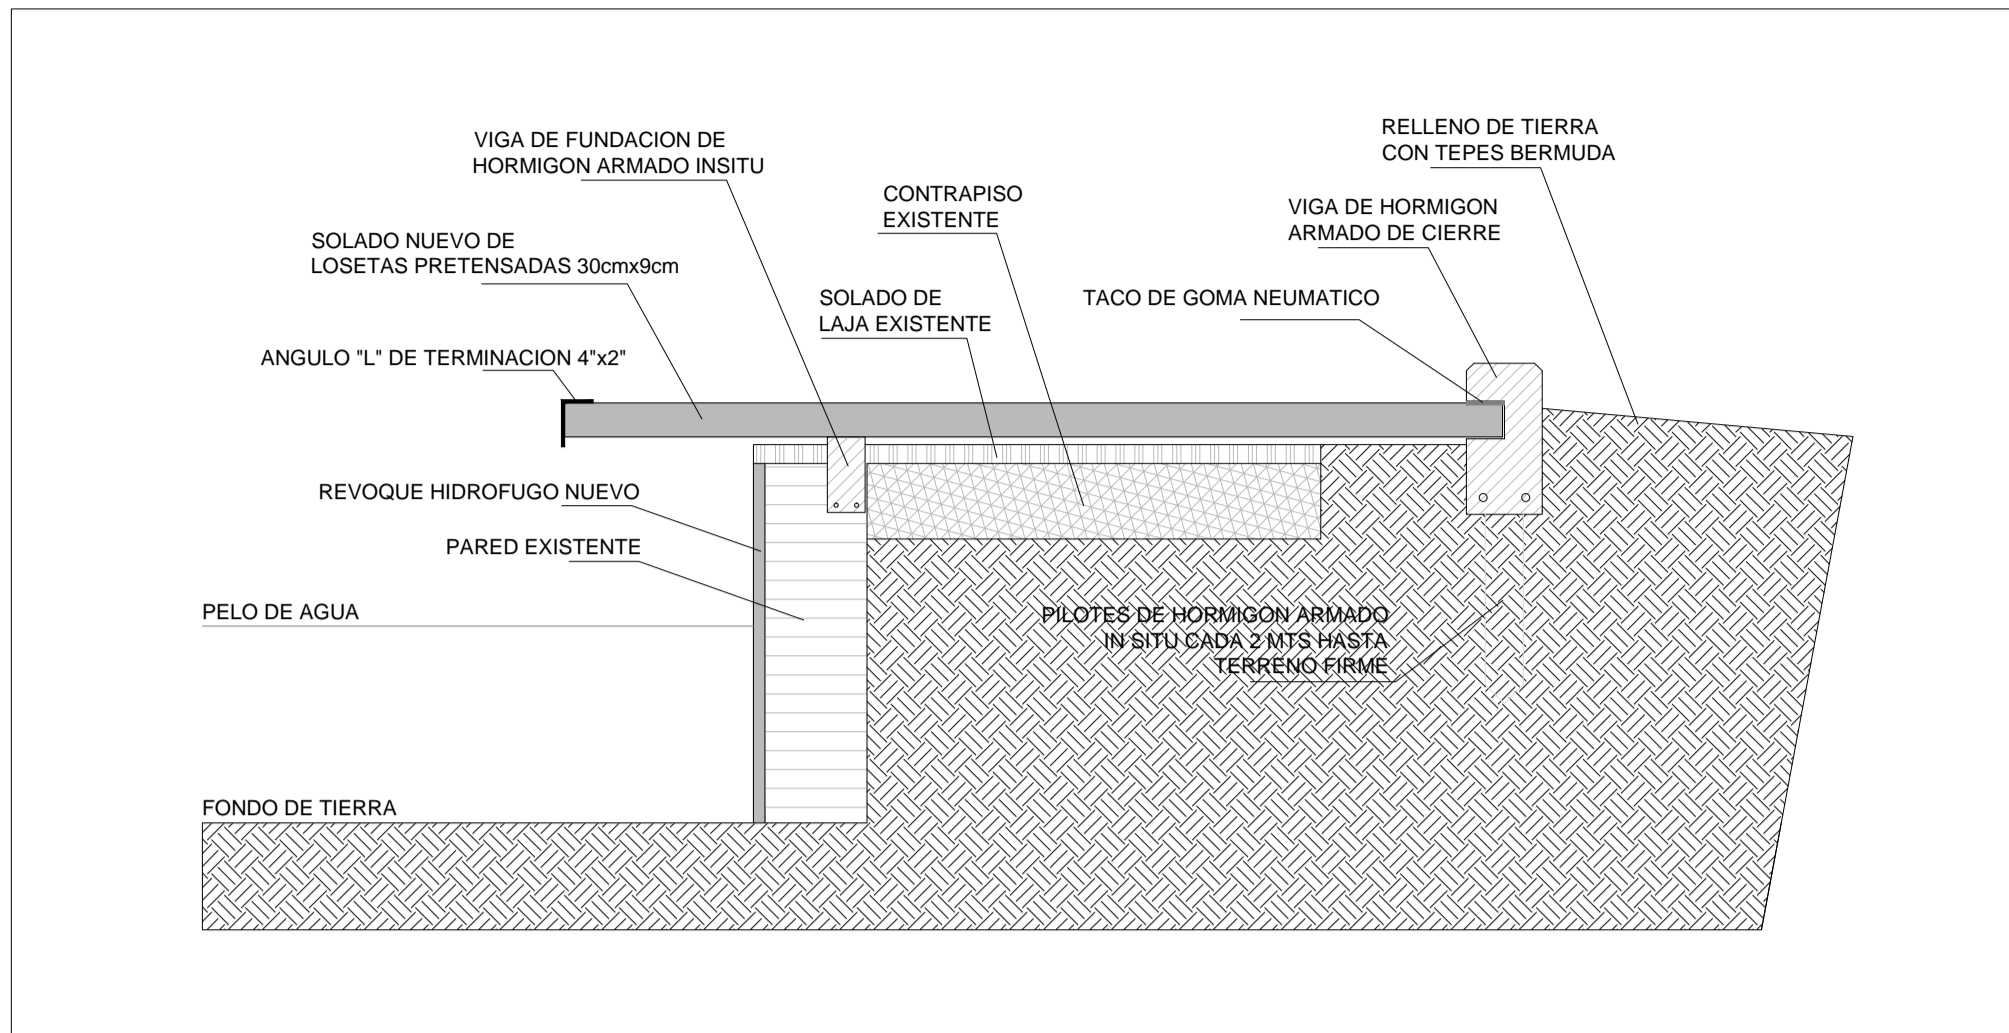 VIGA DE FUNDACION DE
HORMIGON ARMADO INSITU
RELLENO DE TIERRA
CON TEPES BERMUDA
CONTRAPISO
EXISTENTE
VIGA DE HORMIGON
ARMADO DE CIERRE
SOLADO NUEVO DE
LOSETAS PRETENSADAS 30cmx9cm
SOLADO DE
LAJA EXISTENTE
TACO DE GOMA NEUMATICO
ANGULO "L" DE TERMINACION 4"x2"
REVOQUE HIDROFUGO NUEVO
PARED EXISTENTE
PELO DE AGUA
PILOTES DE HORMIGON ARMADO
IN SITU CADA 2 MTS HASTA
TERRENO FIRME
FONDO DE TIERRA